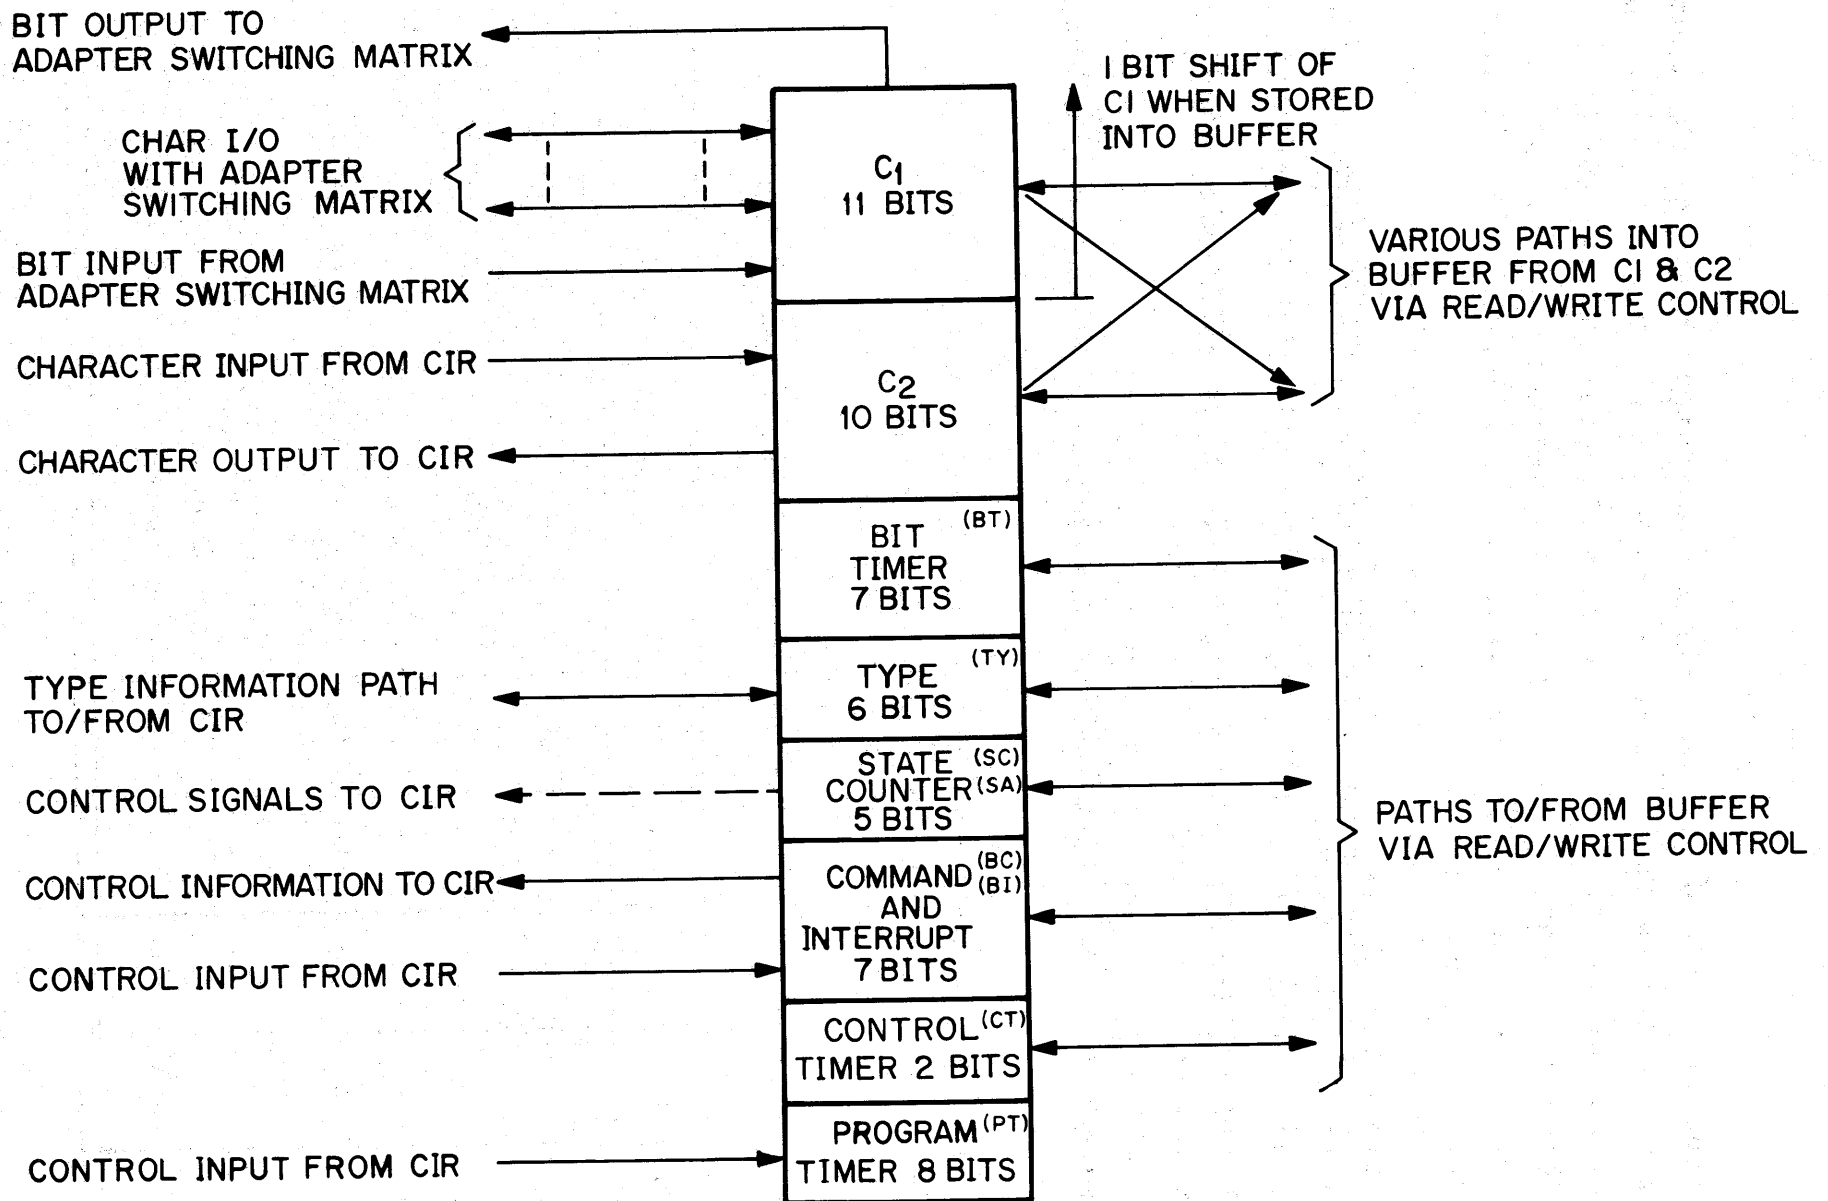 BIT OUTPUT TO
ADAPTER SWITCHING MATRIX
CHAR I/O
WITH ADAPTER
SWITCHING MATRIX
BIT INPUT FROM
ADAPTER SWITCHING MATRIX
CHARACTER INPUT FROM CIR
CHARACTER OUTPUT TO CIR
TYPE INFORMATION PATH
TO/FROM CIR
CONTROL SIGNALS TO CIR
CONTROL INFORMATION TO CIR
CONTROL INPUT FROM CIR
CONTROL INPUT FROM CIR
C1
11 BITS
C2
10 BITS
(BT)
BIT
TIMER
7 BITS
(TY)
TYPE
6 BITS
STATE (SC)
COUNTER (SA)
5 BITS
COMMAND (BC)
(BI)
AND
INTERRUPT
7 BITS
CONTROL (CT)
TIMER 2 BITS
PROGRAM (PT)
TIMER 8 BITS
1 BIT SHIFT OF
C1 WHEN STORED
INTO BUFFER
VARIOUS PATHS INTO
BUFFER FROM C1 & C2
VIA READ/WRITE CONTROL
PATHS TO/FROM BUFFER
VIA READ/WRITE CONTROL